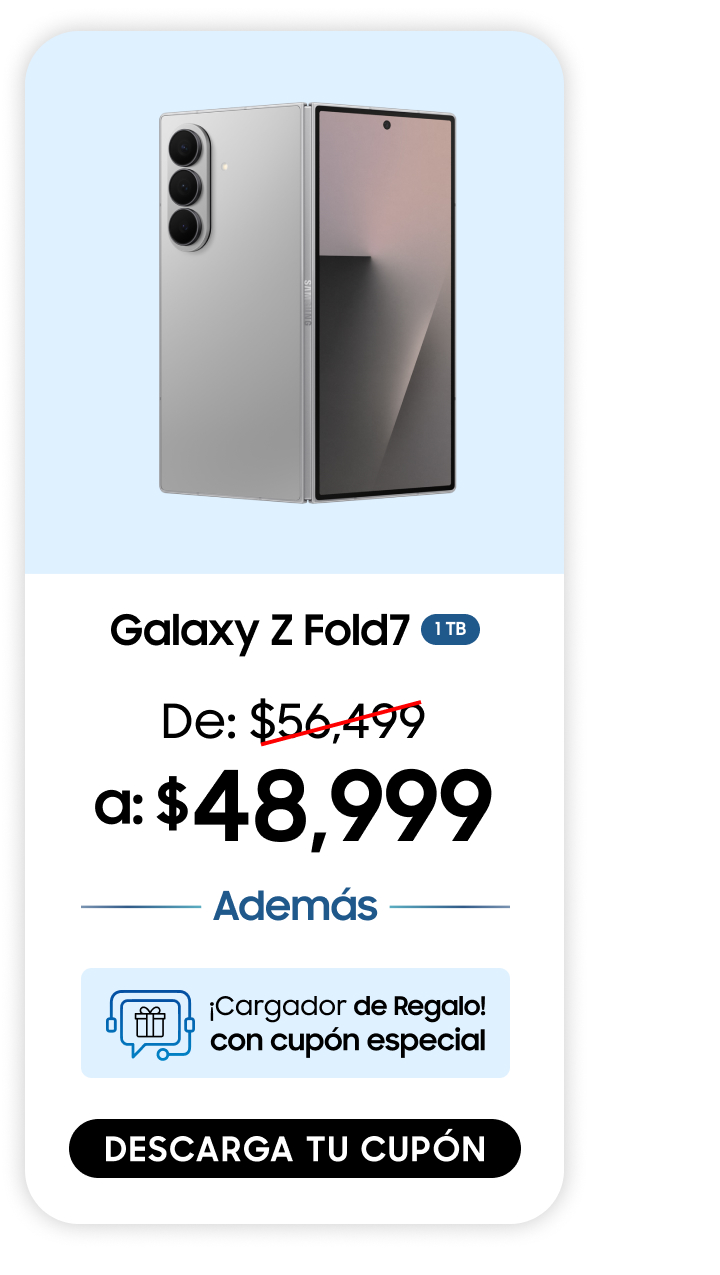 SAMSUNG
Galaxy Z Fold7 1 TB
De: $56,499
a: $48,999
Además
¡Cargador de Regalo!
con cupón especial
DESCARGA TU CUPÓN